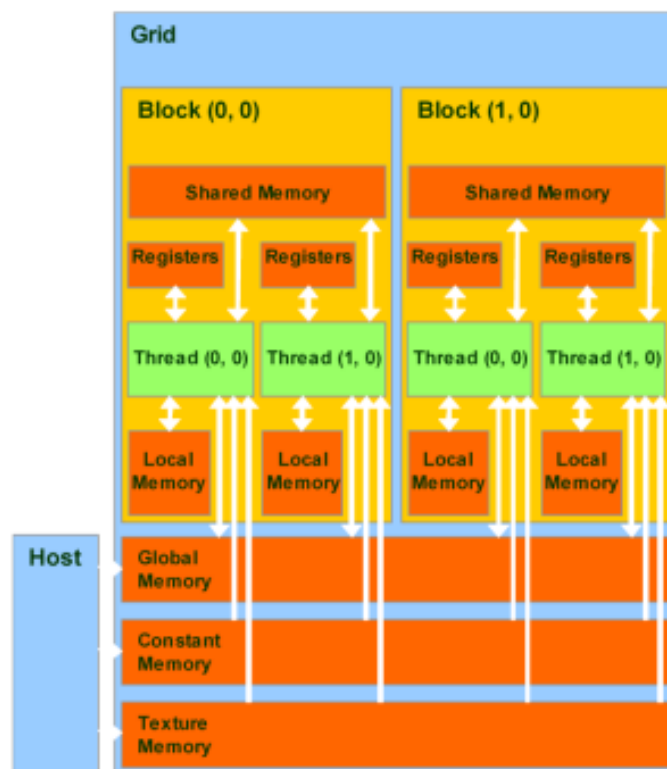 Grid
Block (0, 0)
Block (1, 0)
Shared Memory
Shared Memory
Registers
Registers
Registers
Registers
Thread (0, 0)
Thread (1, 0)
Thread (0, 0)
Thread (1, 0)
Local
Memory
Local
Memory
Local
Memory
Local
Memory
Host
Global
Memory
Constant
Memory
Texture
Memory